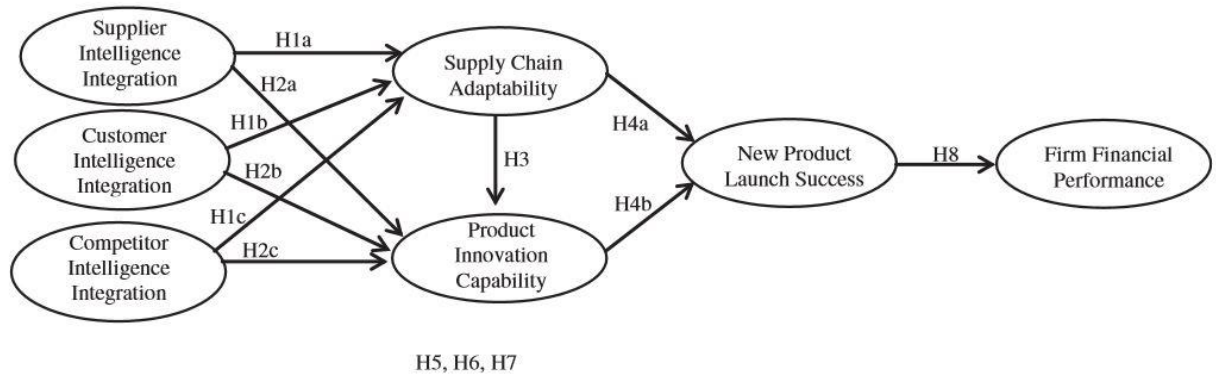 Supplier
Intelligence
Integration
H1a
H2a
Supply Chain
Adaptability
Customer
Intelligence
Integration
H1b
H2b
H3
H4a
New Product
Launch Success
H8
Firm Financial
Performance
Competitor
Intelligence
Integration
H1c
H2c
Product
Innovation
Capability
H4b
H5, H6, H7